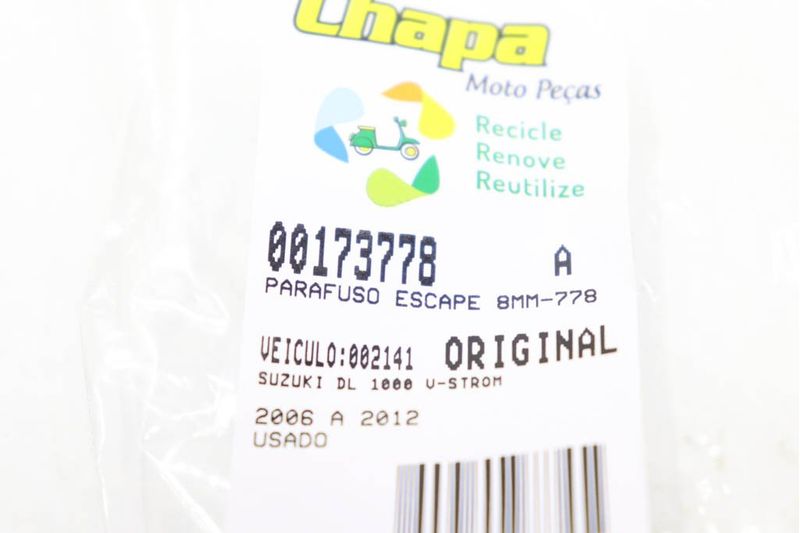 Chapa
Moto Peças
Recicle
Renove
Reutilize
00173778 A
PARAFUSO ESCAPE 8MM-778
VEICULO:002141 ORIGINAL
SUZUKI DL 1000 V-STROM
2006 A 2012
USADO